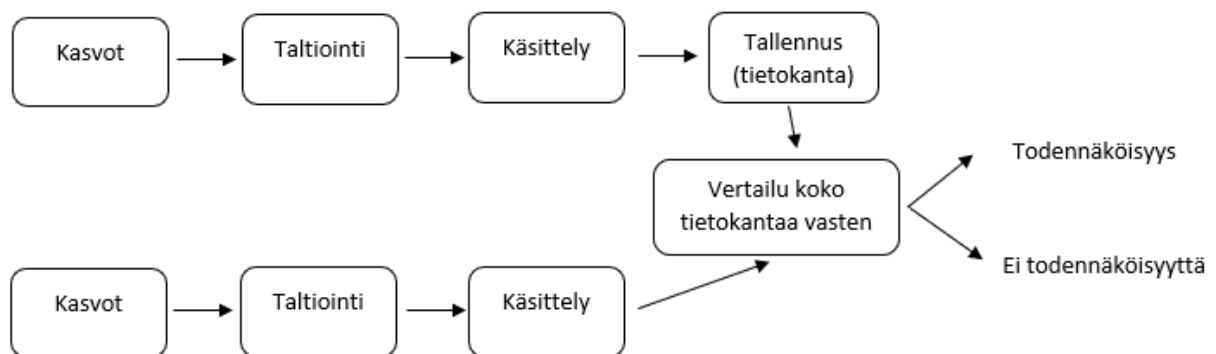 Kasvot
Taltiointi
Käsittely
Tallennus
(tietokanta)
Todennäköisyys
Vertailu koko
tietokantaa vasten
Ei todennäköisyyttä
Kasvot
Taltiointi
Käsittely